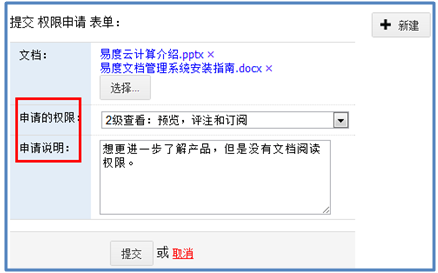 提交 权限申请 表单：
新建
文档：
易度云计算介绍.pptx ×
易度文档管理系统安装指南.docx ×
选择...
申请的权限：
2级查看：预览，评注和订阅
申请说明：
想更进一步了解产品，但是没有文档阅读
权限。
提交 或 取消